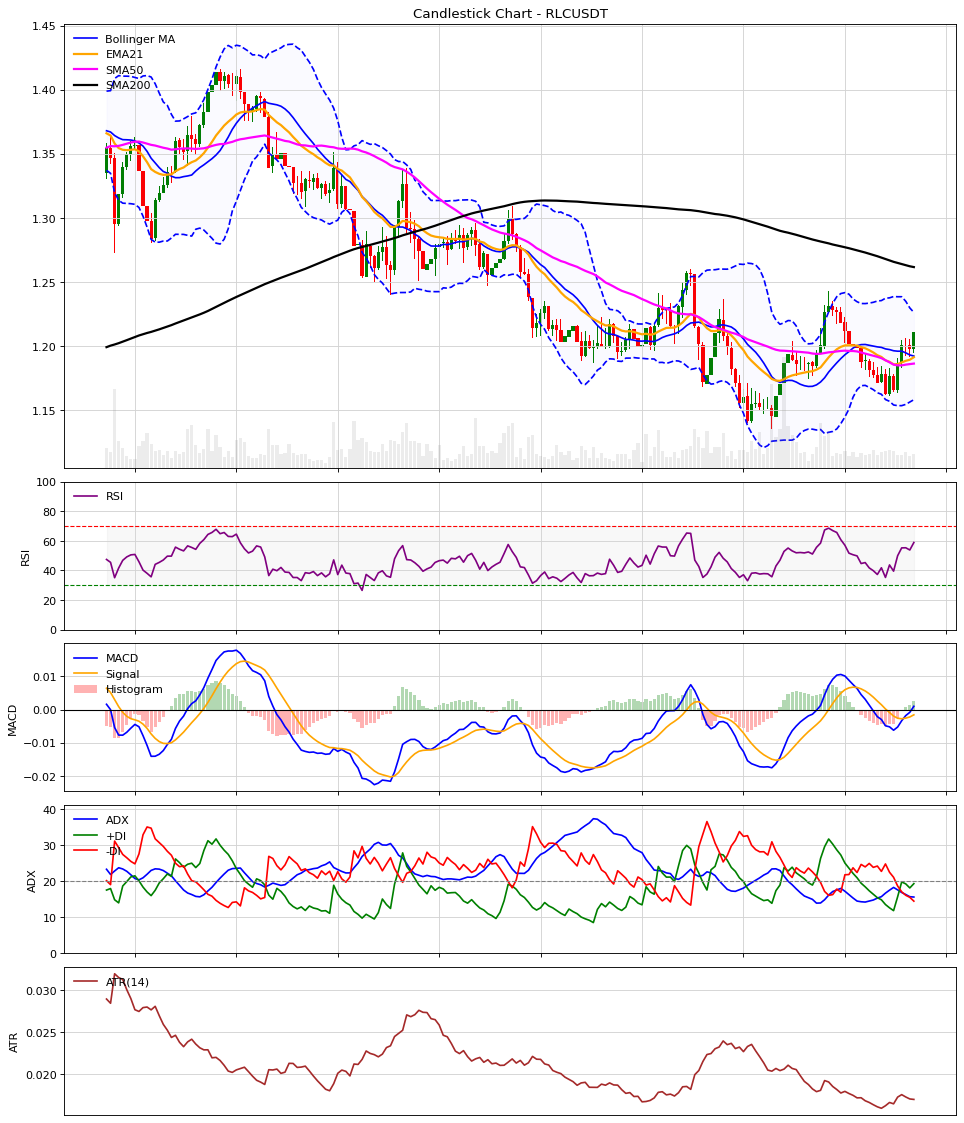 Candlestick Chart - RLCUSDT
1.45
1.40
1.35
1.30
1.25
1.20
1.15
Bollinger MA
EMA21
SMA50
SMA200
RSI
100
80
60
40
20
0
RSI
MACD
0.01
0.00
−0.01
−0.02
MACD
Signal
Histogram
ADX
40
30
20
10
0
ADX
+DI
-DI
ATR
0.030
0.025
0.020
ATR(14)